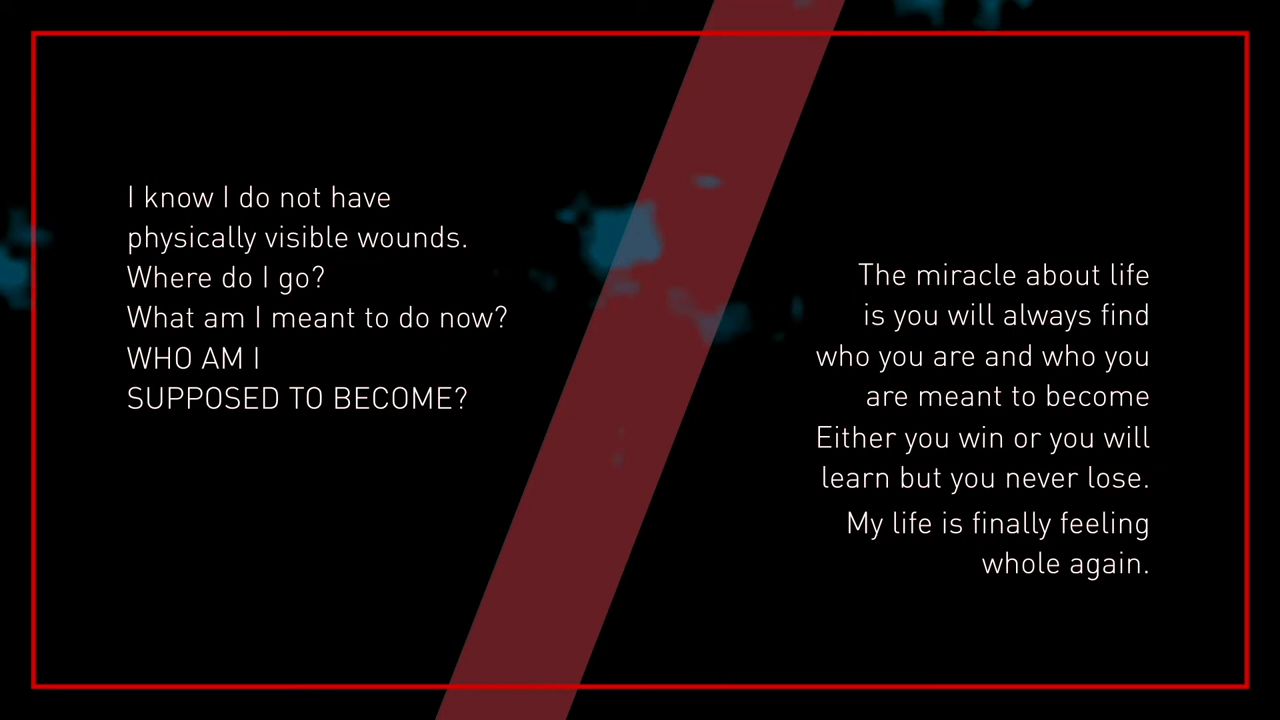 I know I do not have
physically visible wounds.
Where do I go?
What am I meant to do now?
WHO AM I
SUPPOSED TO BECOME?
The miracle about life
is you will always find
who you are and who you
are meant to become
Either you win or you will
learn but you never lose.
My life is finally feeling
whole again.